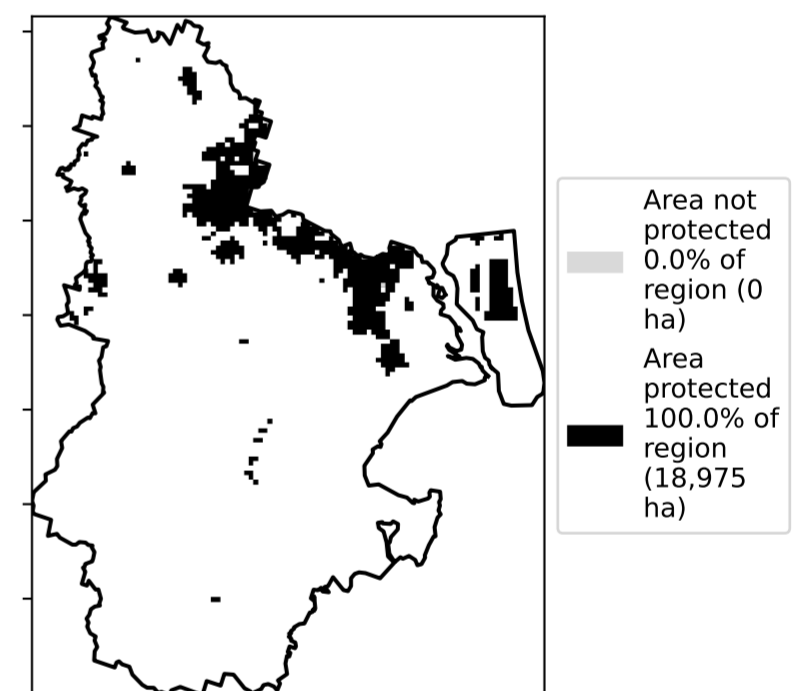 Area not
protected
0.0% of
region (0
ha)
Area
protected
100.0% of
region
(18,975
ha)